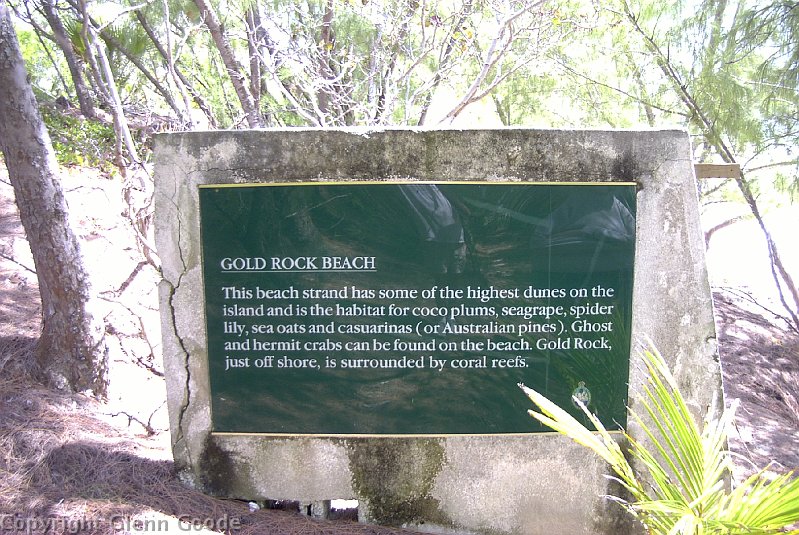 GOLD ROCK BEACH
This beach strand has some of the highest dunes on the
island and is the habitat for coco plums, seagrape, spider
lily, sea oats and casuarinas ( or Australian pines ). Ghost
and hermit crabs can be found on the beach. Gold Rock,
just off shore, is surrounded by coral reefs.
Copyright Glenn Goode